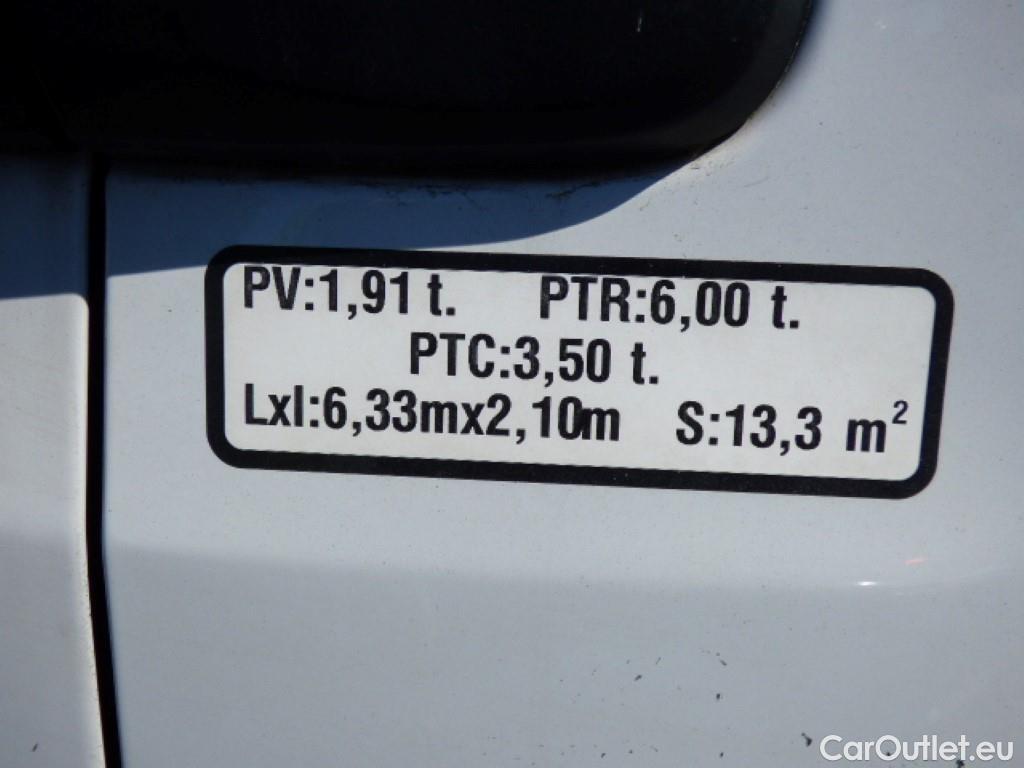 PV:1,91 t. PTR:6,00 t.
PTC:3,50 t.
Lxl:6,33mx2,10m S:13,3 m²
CarOutlet.eu